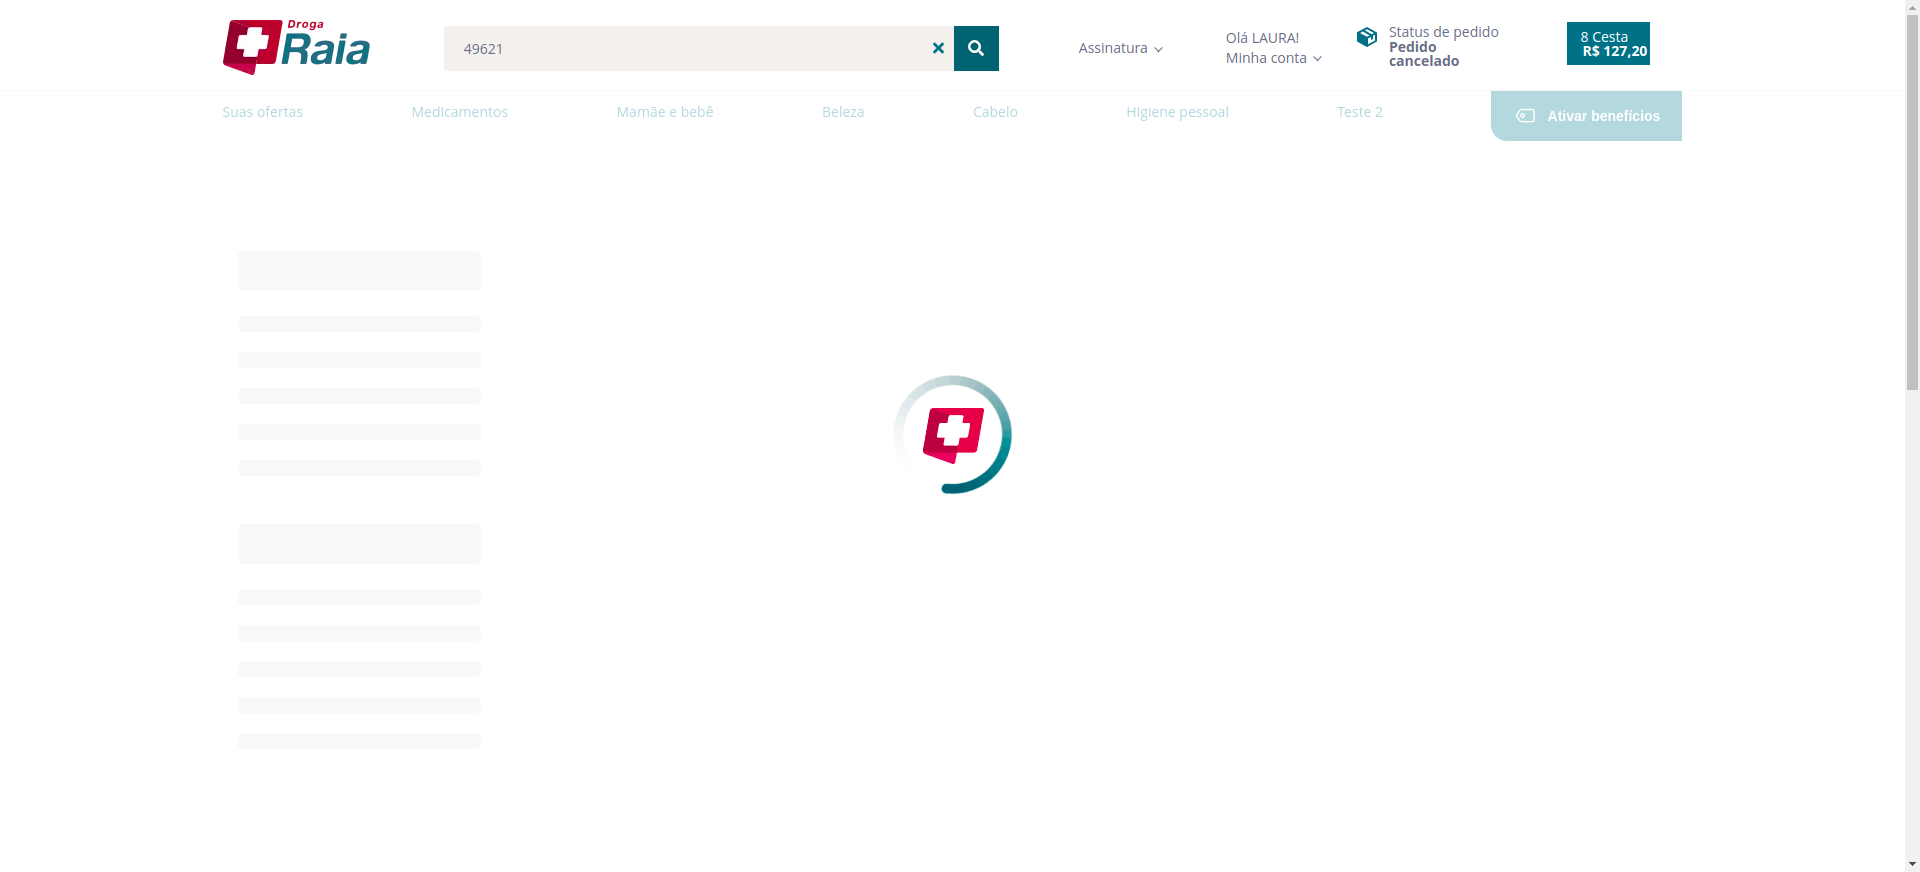 Droga
Raia
49621
Assinatura
Olá LAURA!
Minha conta
Status de pedido
Pedido
cancelado
8 Cesta
R$ 127,20
Suas ofertas
Medicamentos
Mamãe e bebê
Beleza
Cabelo
Higiene pessoal
Teste 2
Ativar benefícios